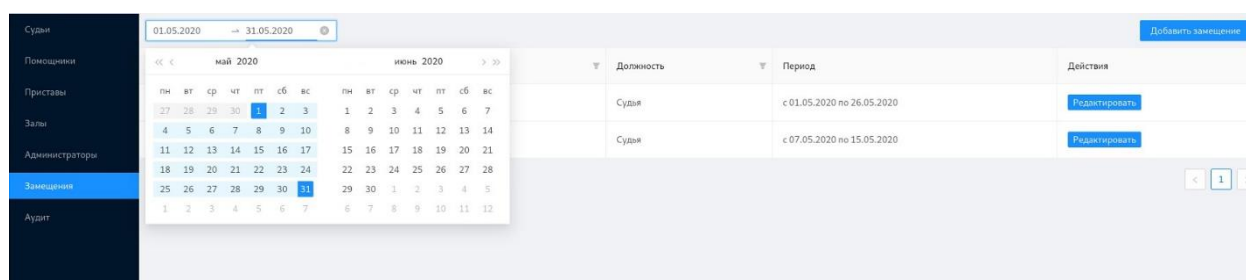 Судьи
Помощники
Приставы
Залы
Администраторы
Замещения
Аудит
01.05.2020 → 31.05.2020
Добавить замещение
« < май 2020
июнь 2020 > »
пн вт ср чт пт сб вс
27 28 29 30 1 2 3
4 5 6 7 8 9 10
11 12 13 14 15 16 17
18 19 20 21 22 23 24
25 26 27 28 29 30 31
1 2 3 4 5 6 7
пн вт ср чт пт сб вс
1 2 3 4 5 6 7
8 9 10 11 12 13 14
15 16 17 18 19 20 21
22 23 24 25 26 27 28
29 30 1 2 3 4 5
6 7 8 9 10 11 12
Должность Период Действия
Судья с 01.05.2020 по 26.05.2020 Редактировать
Судья с 07.05.2020 по 15.05.2020 Редактировать
< 1